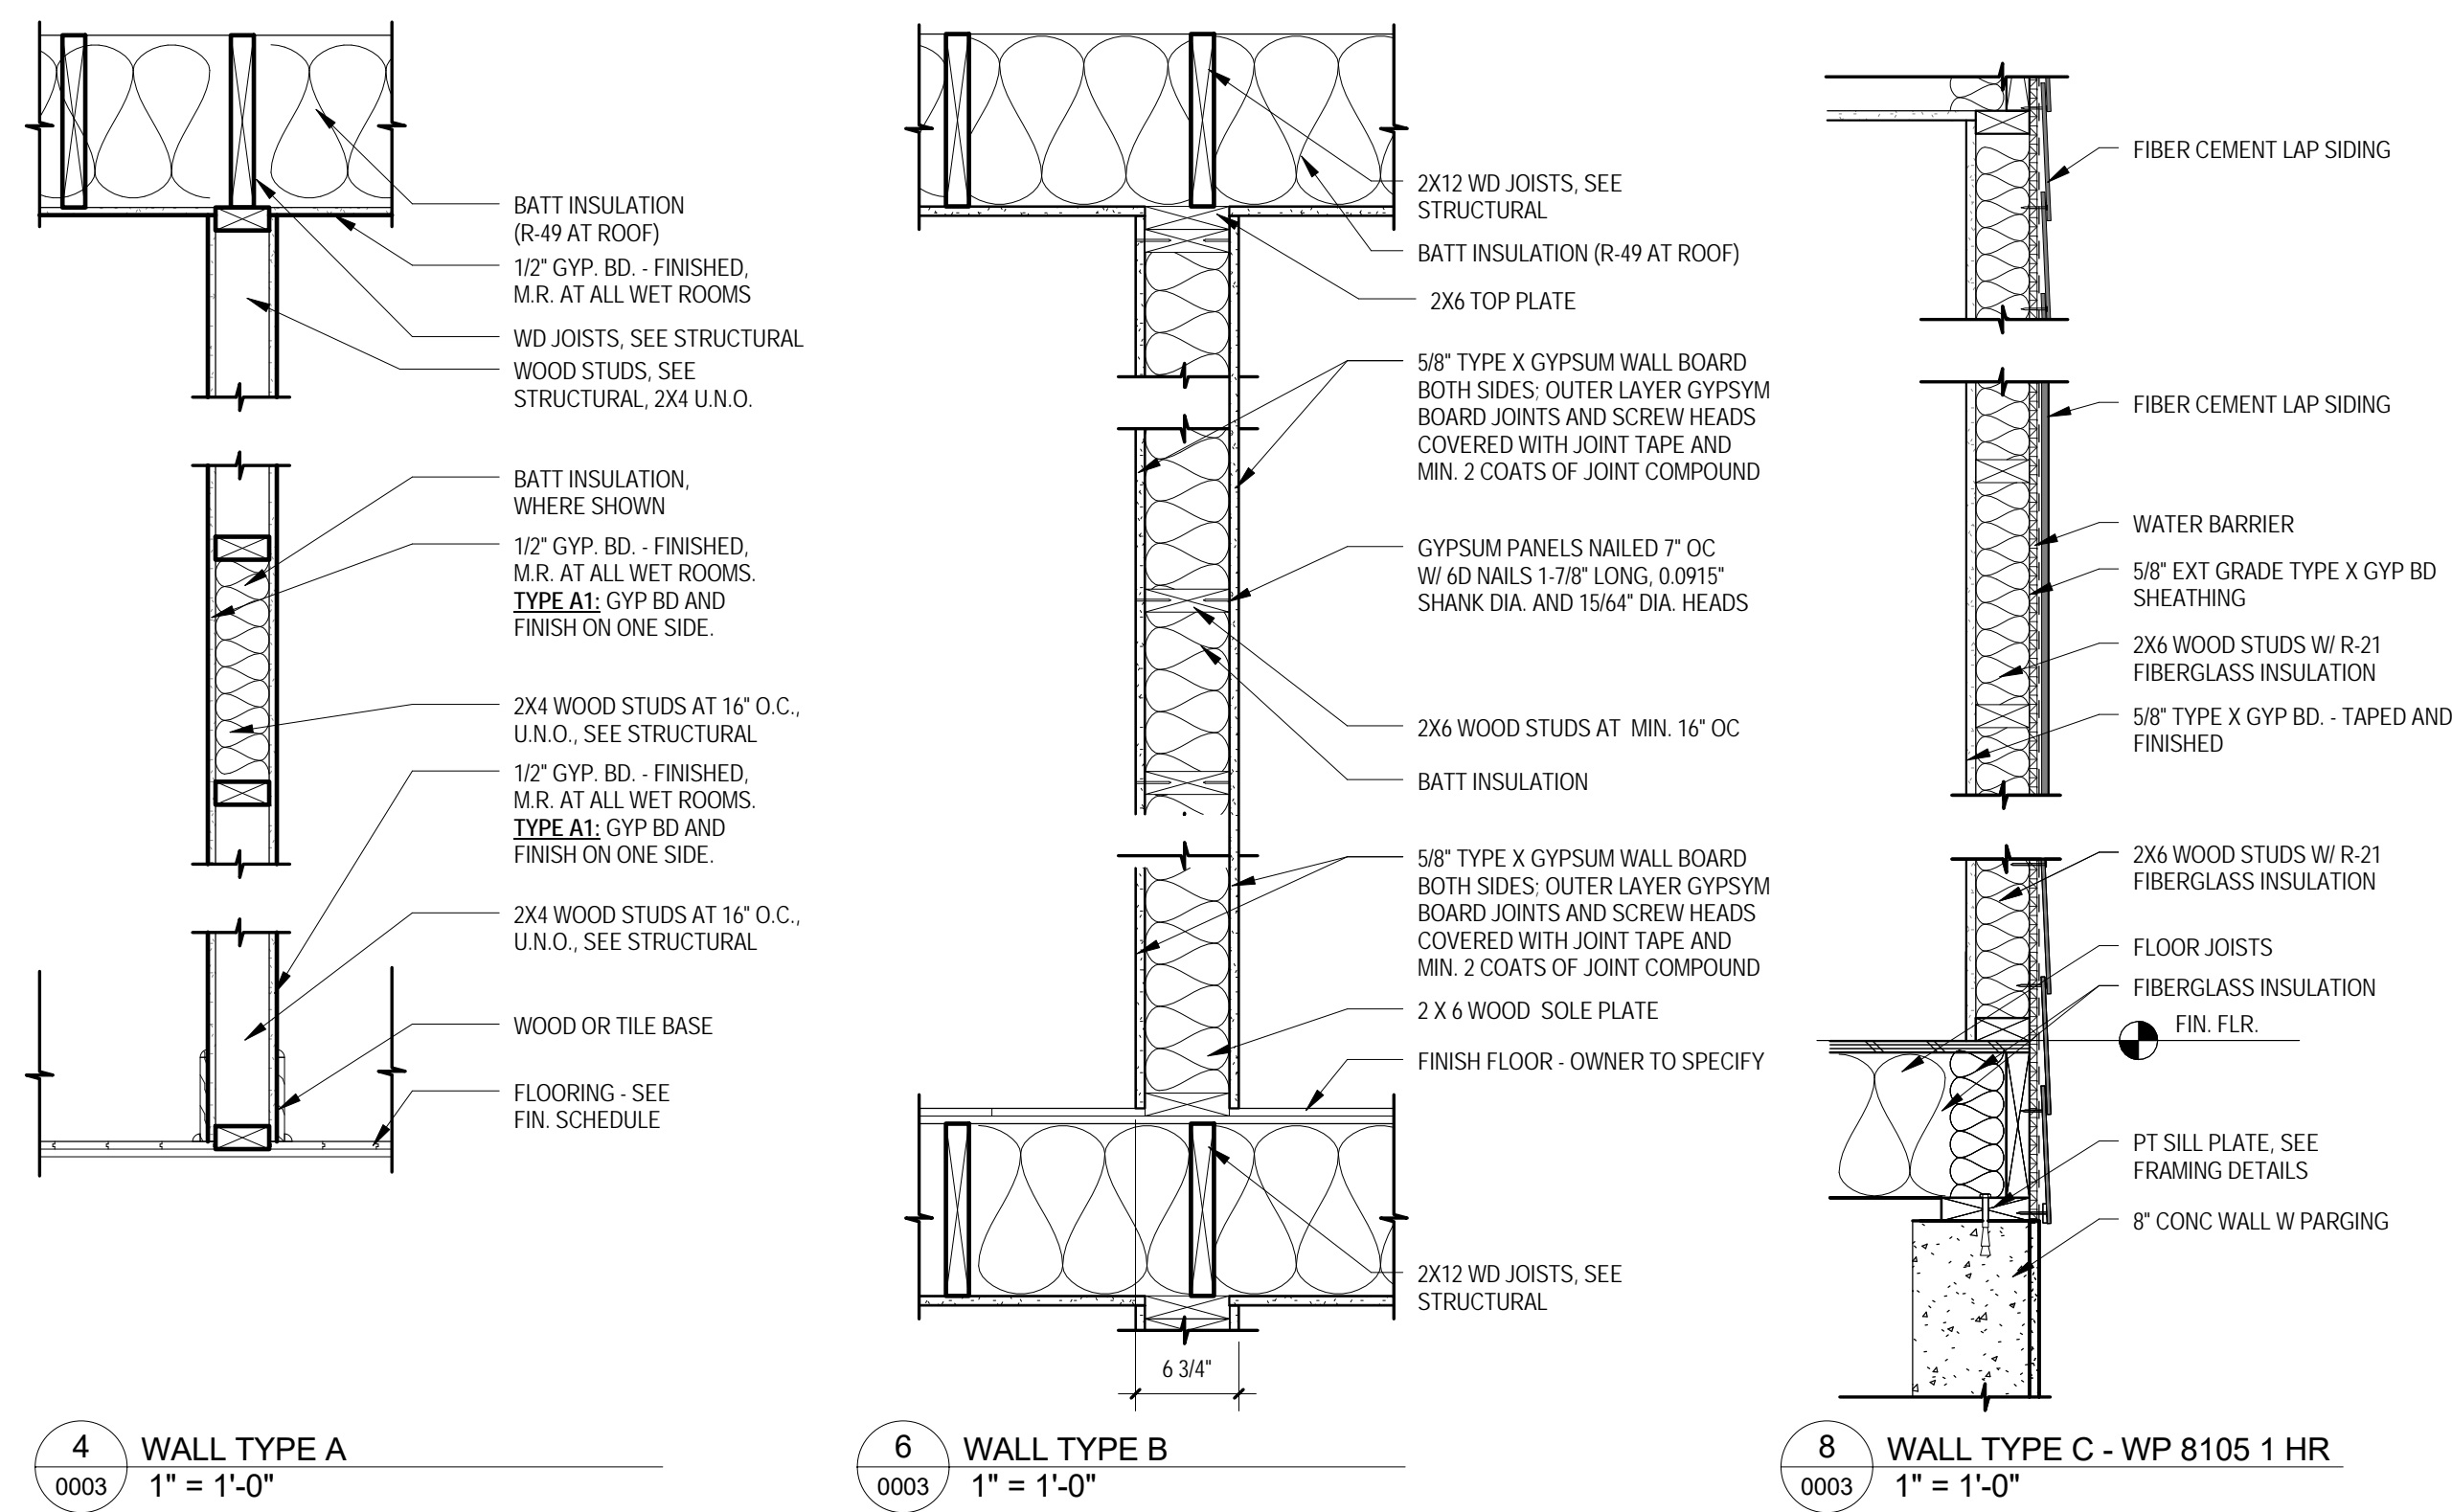 BATT INSULATION
(R-49 AT ROOF)
1/2" GYP. BD. - FINISHED,
M.R. AT ALL WET ROOMS
WD JOISTS, SEE STRUCTURAL
WOOD STUDS, SEE
STRUCTURAL, 2X4 U.N.O.
BATT INSULATION,
WHERE SHOWN
1/2" GYP. BD. - FINISHED,
M.R. AT ALL WET ROOMS.
TYPE A1: GYP BD AND
FINISH ON ONE SIDE.
2X4 WOOD STUDS AT 16" O.C.,
U.N.O., SEE STRUCTURAL
1/2" GYP. BD. - FINISHED,
M.R. AT ALL WET ROOMS.
TYPE A1: GYP BD AND
FINISH ON ONE SIDE.
2X4 WOOD STUDS AT 16" O.C.,
U.N.O., SEE STRUCTURAL
WOOD OR TILE BASE
FLOORING - SEE
FIN. SCHEDULE
4
0003
WALL TYPE A
1" = 1'-0"
2X12 WD JOISTS, SEE
STRUCTURAL
BATT INSULATION (R-49 AT ROOF)
2X6 TOP PLATE
5/8" TYPE X GYPSUM WALL BOARD
BOTH SIDES; OUTER LAYER GYPSYM
BOARD JOINTS AND SCREW HEADS
COVERED WITH JOINT TAPE AND
MIN. 2 COATS OF JOINT COMPOUND
GYPSUM PANELS NAILED 7" OC
W/ 6D NAILS 1-7/8" LONG, 0.0915"
SHANK DIA. AND 15/64" DIA. HEADS
2X6 WOOD STUDS AT MIN. 16" OC
BATT INSULATION
5/8" TYPE X GYPSUM WALL BOARD
BOTH SIDES; OUTER LAYER GYPSYM
BOARD JOINTS AND SCREW HEADS
COVERED WITH JOINT TAPE AND
MIN. 2 COATS OF JOINT COMPOUND
2 X 6 WOOD SOLE PLATE
FINISH FLOOR - OWNER TO SPECIFY
2X12 WD JOISTS, SEE
STRUCTURAL
6 3/4"
6
0003
WALL TYPE B
1" = 1'-0"
FIBER CEMENT LAP SIDING
FIBER CEMENT LAP SIDING
WATER BARRIER
5/8" EXT GRADE TYPE X GYP BD
SHEATHING
2X6 WOOD STUDS W/ R-21
FIBERGLASS INSULATION
5/8" TYPE X GYP BD. - TAPED AND
FINISHED
2X6 WOOD STUDS W/ R-21
FIBERGLASS INSULATION
FLOOR JOISTS
FIBERGLASS INSULATION
FIN. FLR.
PT SILL PLATE, SEE
FRAMING DETAILS
8" CONC WALL W PARGING
8
0003
WALL TYPE C - WP 8105 1 HR
1" = 1'-0"